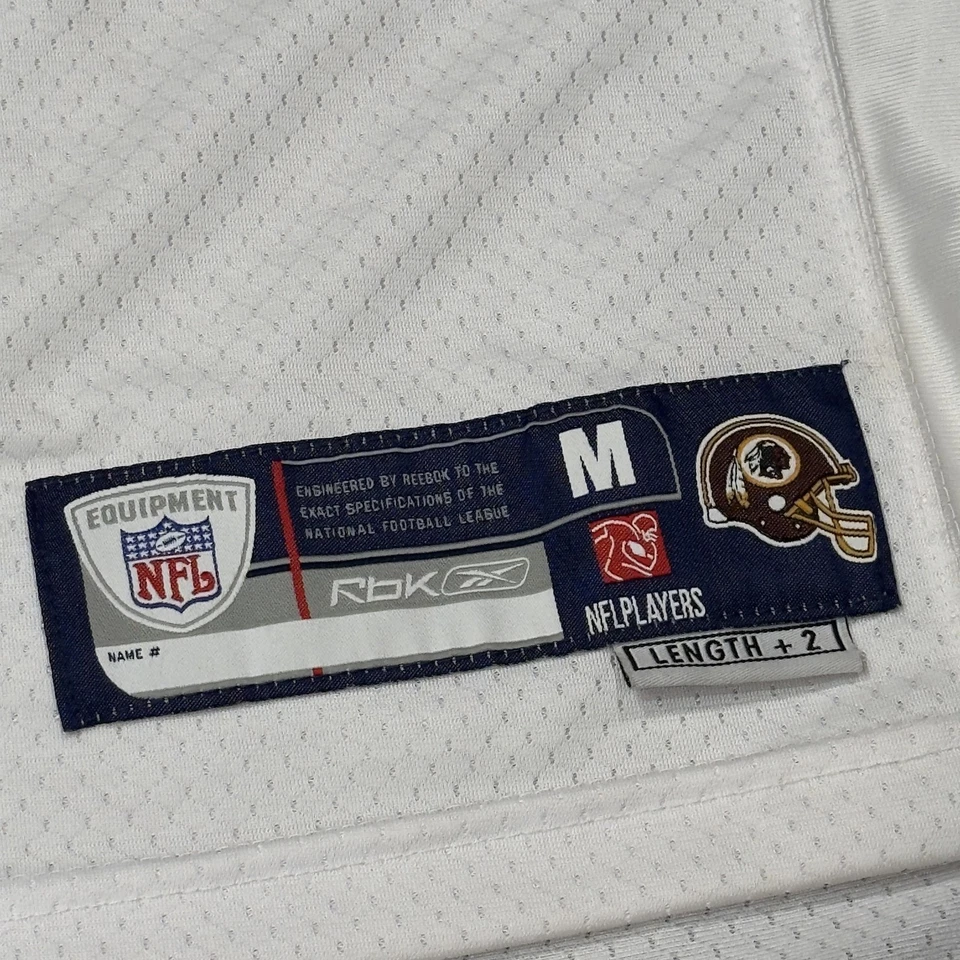 EQUIPMENT
NFL
NAME #
ENGINEERED BY REEBOK TO THE
EXACT SPECIFICATIONS OF THE
NATIONAL FOOTBALL LEAGUE
RbK
M
NFLPLAYERS
LENGTH + 2